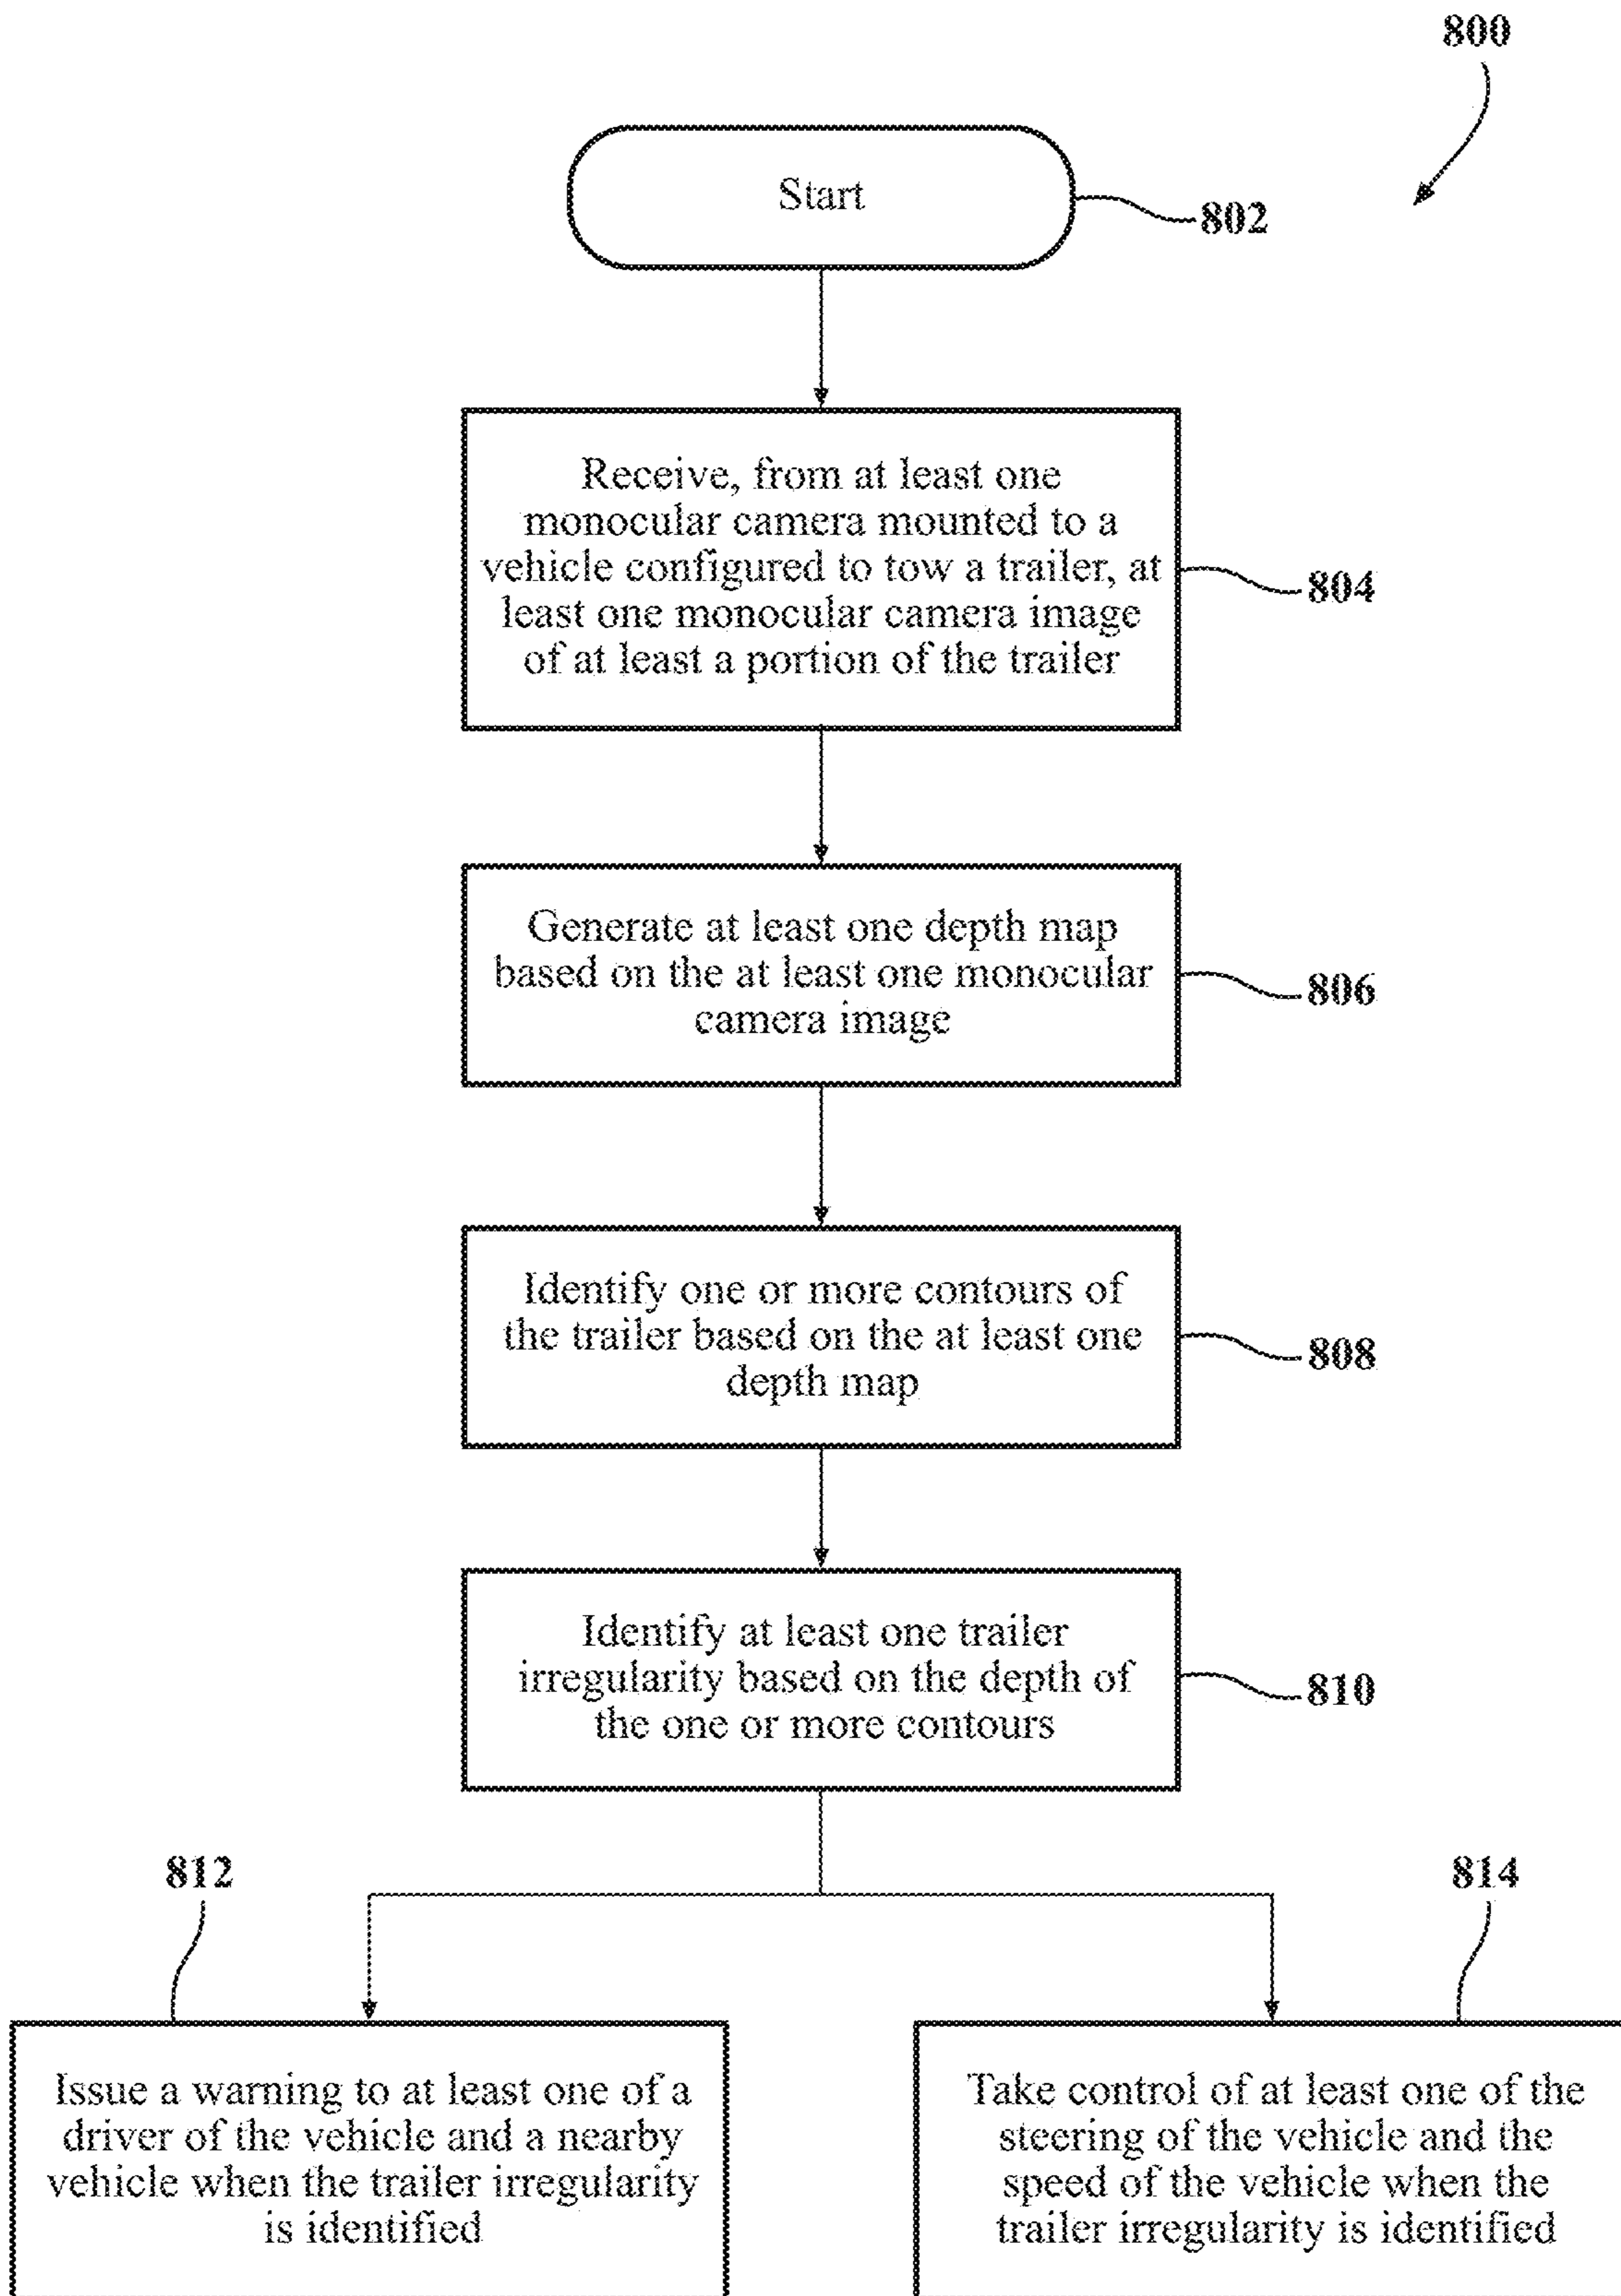 800
Start
802
Receive, from at least one
monocular camera mounted to a
vehicle configured to tow a trailer, at
least one monocular camera image
of at least a portion of the trailer
804
Generate at least one depth map
based on the at least one monocular
camera image
806
Identify one or more contours of
the trailer based on the at least one
depth map
808
Identify at least one trailer
irregularity based on the depth of
the one or more contours
810
812
814
Issue a warning to at least one of a
driver of the vehicle and a nearby
vehicle when the trailer irregularity
is identified
Take control of at least one of the
steering of the vehicle and the
speed of the vehicle when the
trailer irregularity is identified